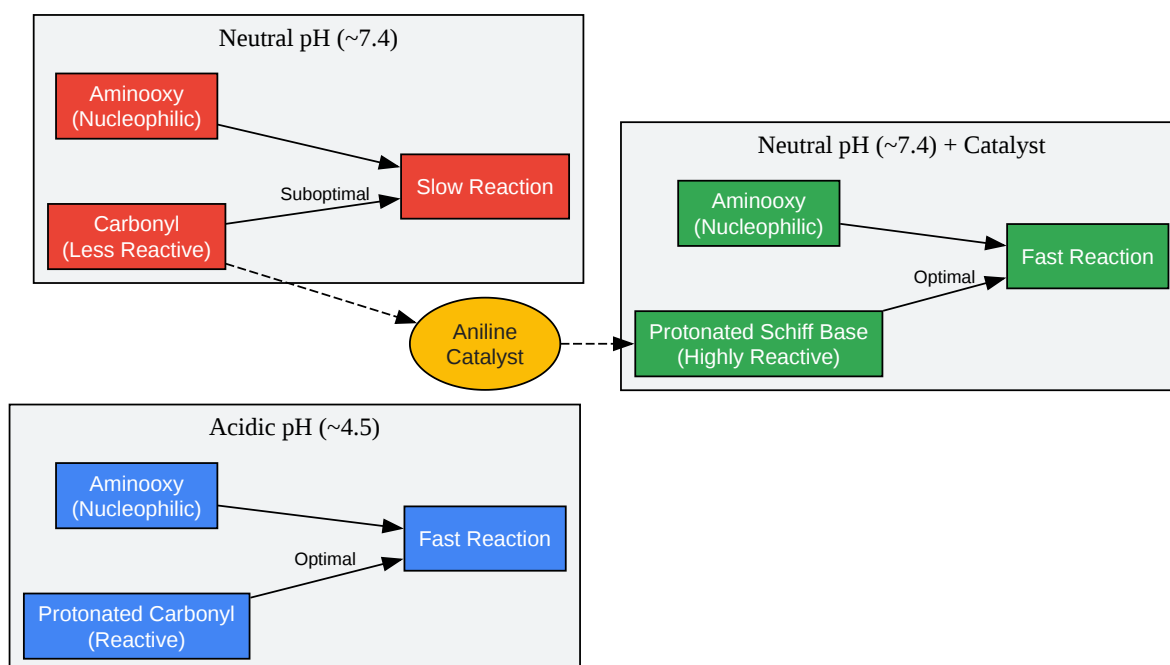 Neutral pH (~7.4)
Aminooxy
(Nucleophilic)
Carbonyl
(Less Reactive)
Suboptimal
Slow Reaction
Aniline
Catalyst
Neutral pH (~7.4) + Catalyst
Aminooxy
(Nucleophilic)
Protonated Schiff Base
(Highly Reactive)
Optimal
Fast Reaction
Acidic pH (~4.5)
Aminooxy
(Nucleophilic)
Protonated Carbonyl
(Reactive)
Optimal
Fast Reaction